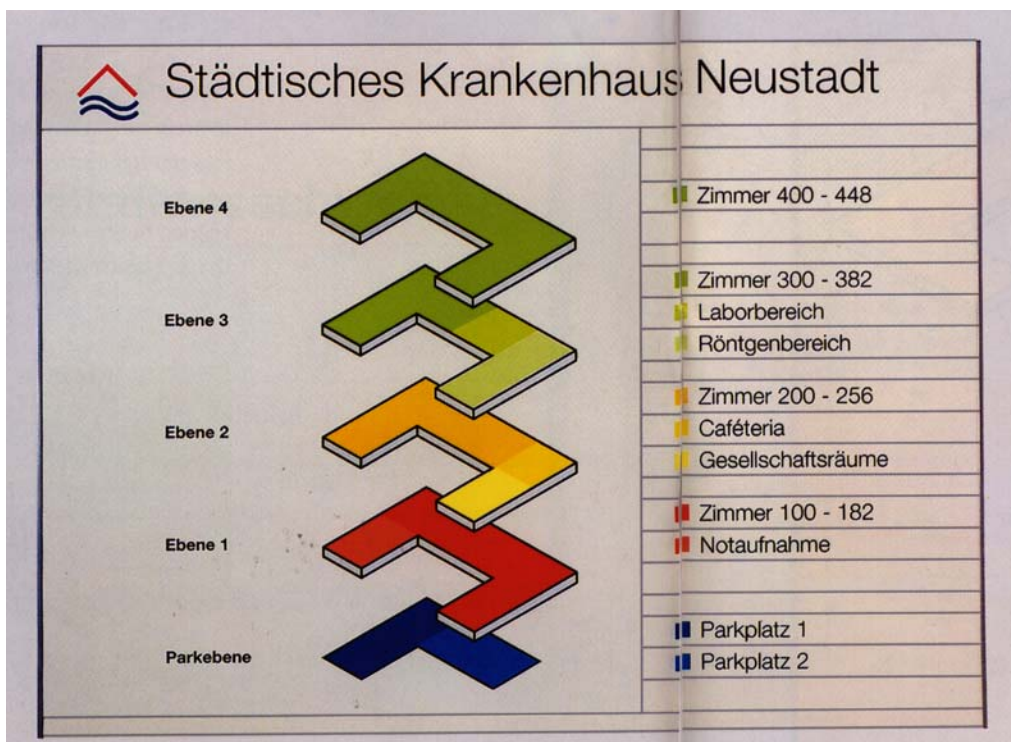 Städtisches Krankenhaus Neustadt
Ebene 4
Zimmer 400 - 448
Ebene 3
Zimmer 300 - 382
Laborbereich
Röntgenbereich
Ebene 2
Zimmer 200 - 256
Caféteria
Gesellschaftsräume
Ebene 1
Zimmer 100 - 182
Notaufnahme
Parkebene
Parkplatz 1
Parkplatz 2